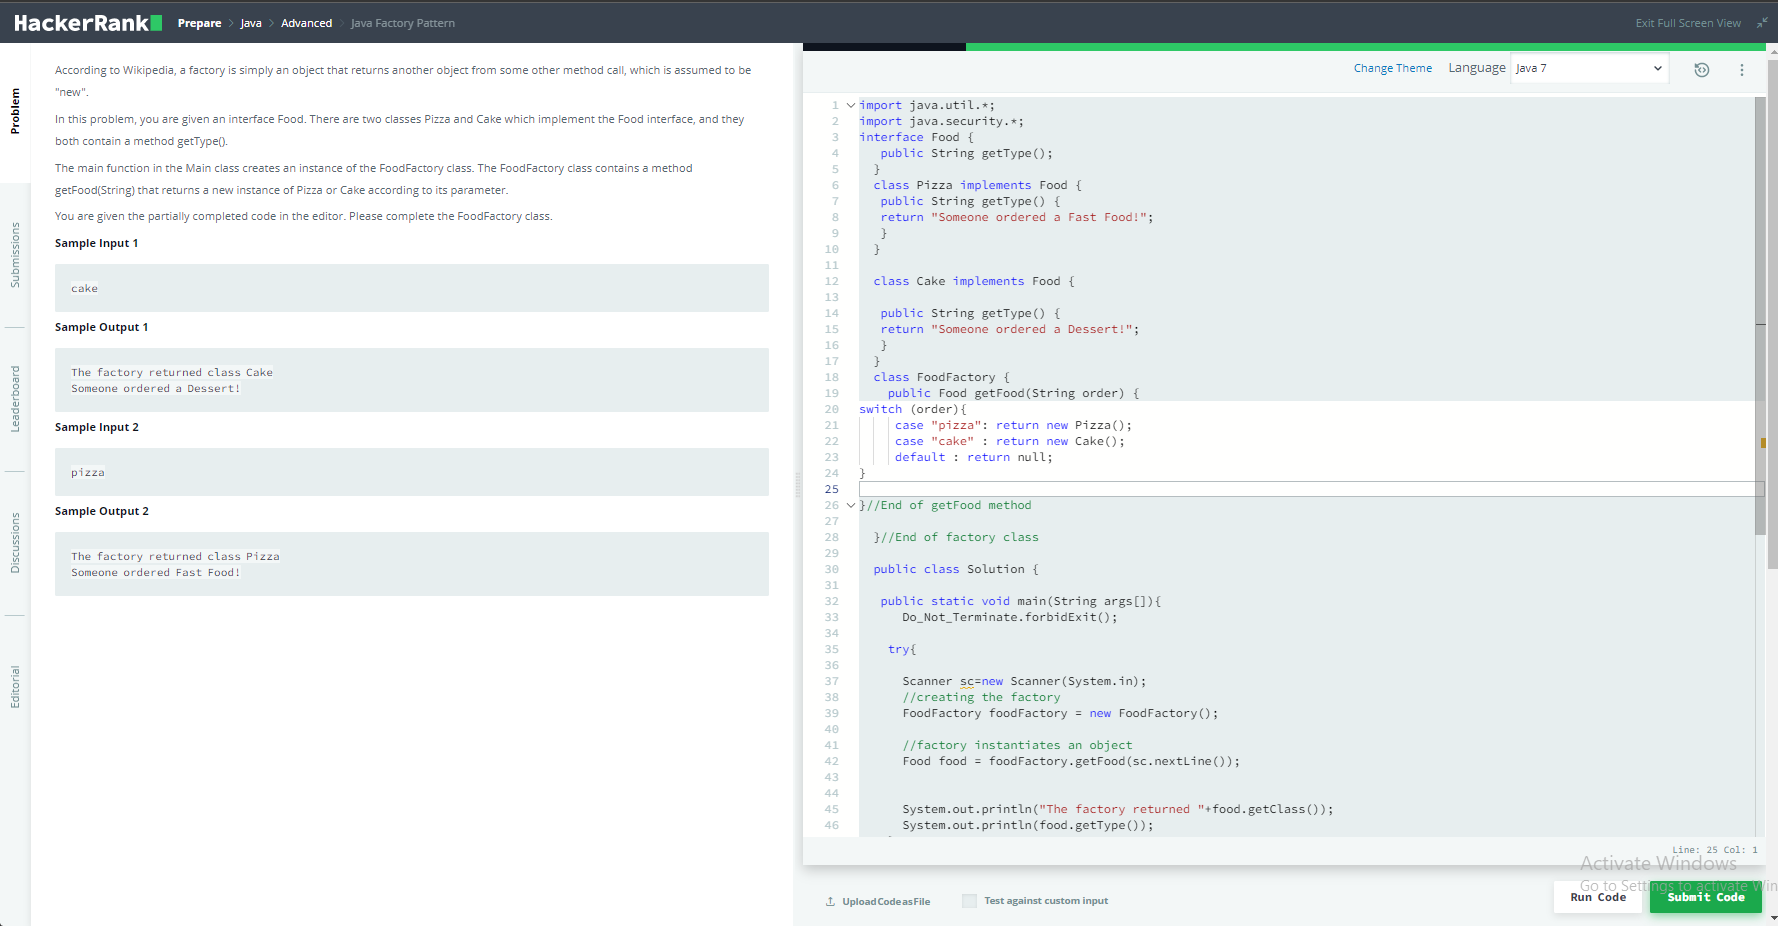 HackerRank Prepare > Java > Advanced > Java Factory Pattern Exit Full Screen View
Problem
Submissions
Leaderboard
Discussions
Editorial
According to Wikipedia, a factory is simply an object that returns another object from some other method call, which is assumed to be
"new".
In this problem, you are given an interface Food. There are two classes Pizza and Cake which implement the Food interface, and they
both contain a method getType().
The main function in the Main class creates an instance of the FoodFactory class. The FoodFactory class contains a method
getFood(String) that returns a new instance of Pizza or Cake according to its parameter.
You are given the partially completed code in the editor. Please complete the FoodFactory class.
Sample Input 1
cake
Sample Output 1
The factory returned class Cake
Someone ordered a Dessert!
Sample Input 2
pizza
Sample Output 2
The factory returned class Pizza
Someone ordered Fast Food!
Change Theme Language Java 7
1 import java.util.*;
2 import java.security.*;
3 interface Food {
4 public String getType();
5 }
6 class Pizza implements Food {
7 public String getType() {
8 return "Someone ordered a Fast Food!";
9 }
10 }
11
12 class Cake implements Food {
13
14 public String getType() {
15 return "Someone ordered a Dessert!";
16 }
17 }
18 class FoodFactory {
19 public Food getFood(String order) {
20 switch (order){
21 case "pizza": return new Pizza();
22 case "cake" : return new Cake();
23 default : return null;
24 }
25
26 }//End of getFood method
27
28 }//End of factory class
29
30 public class Solution {
31
32 public static void main(String args[]){
33 Do_Not_Terminate.forbidExit();
34
35 try{
36
37 Scanner sc=new Scanner(System.in);
38 //creating the factory
39 FoodFactory foodFactory = new FoodFactory();
40
41 //factory instantiates an object
42 Food food = foodFactory.getFood(sc.nextLine());
43
44
45 System.out.println("The factory returned "+food.getClass());
46 System.out.println(food.getType());
Line: 25 Col: 1
Activate Windows
Go to Settings to activate Win
Upload Code as File Test against custom input Run Code Submit Code